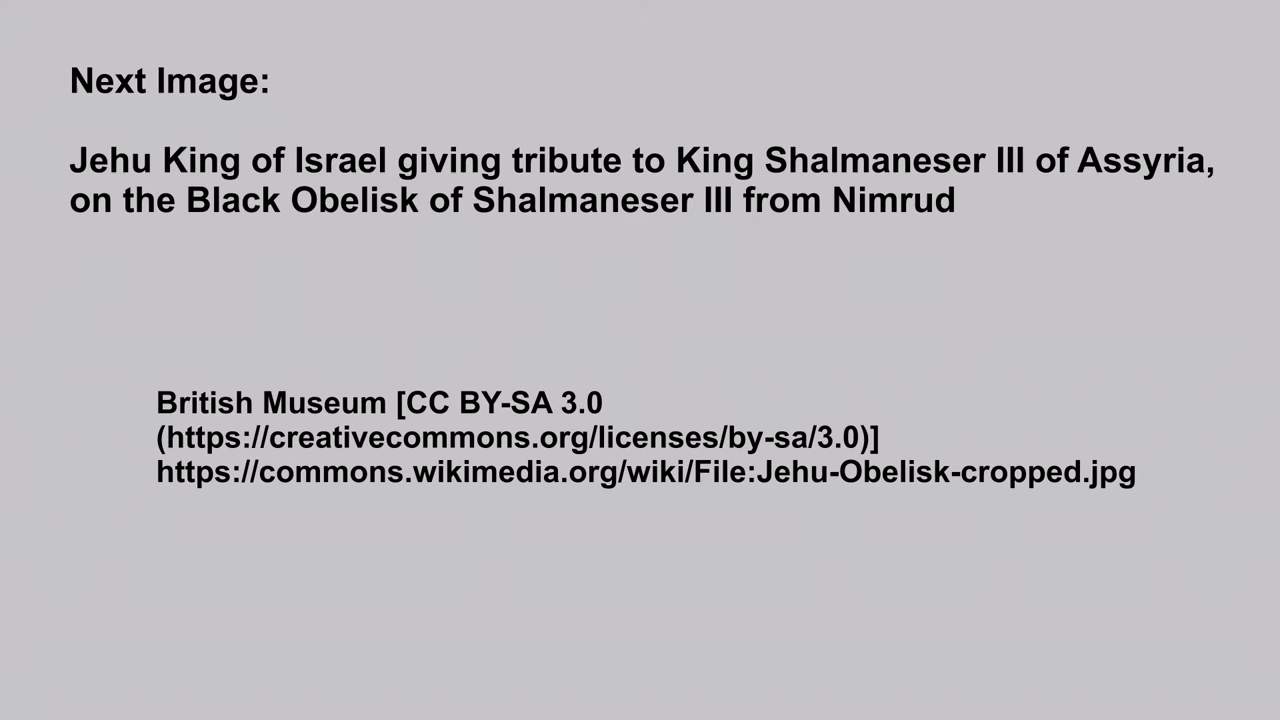 Next Image:
Jehu King of Israel giving tribute to King Shalmaneser III of Assyria,
on the Black Obelisk of Shalmaneser III from Nimrud
British Museum [CC BY-SA 3.0
(https://creativecommons.org/licenses/by-sa/3.0)]
https://commons.wikimedia.org/wiki/File:Jehu-Obelisk-cropped.jpg